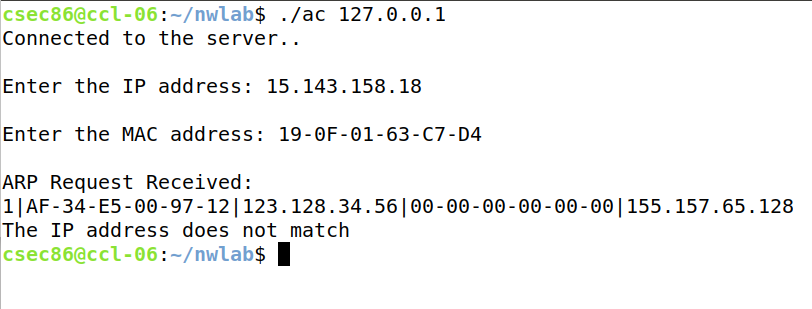 csec86@ccl-06:~/nwlab$ ./ac 127.0.0.1
Connected to the server..
Enter the IP address: 15.143.158.18
Enter the MAC address: 19-0F-01-63-C7-D4
ARP Request Received:
1|AF-34-E5-00-97-12|123.128.34.56|00-00-00-00-00-00|155.157.65.128
The IP address does not match
csec86@ccl-06:~/nwlab$